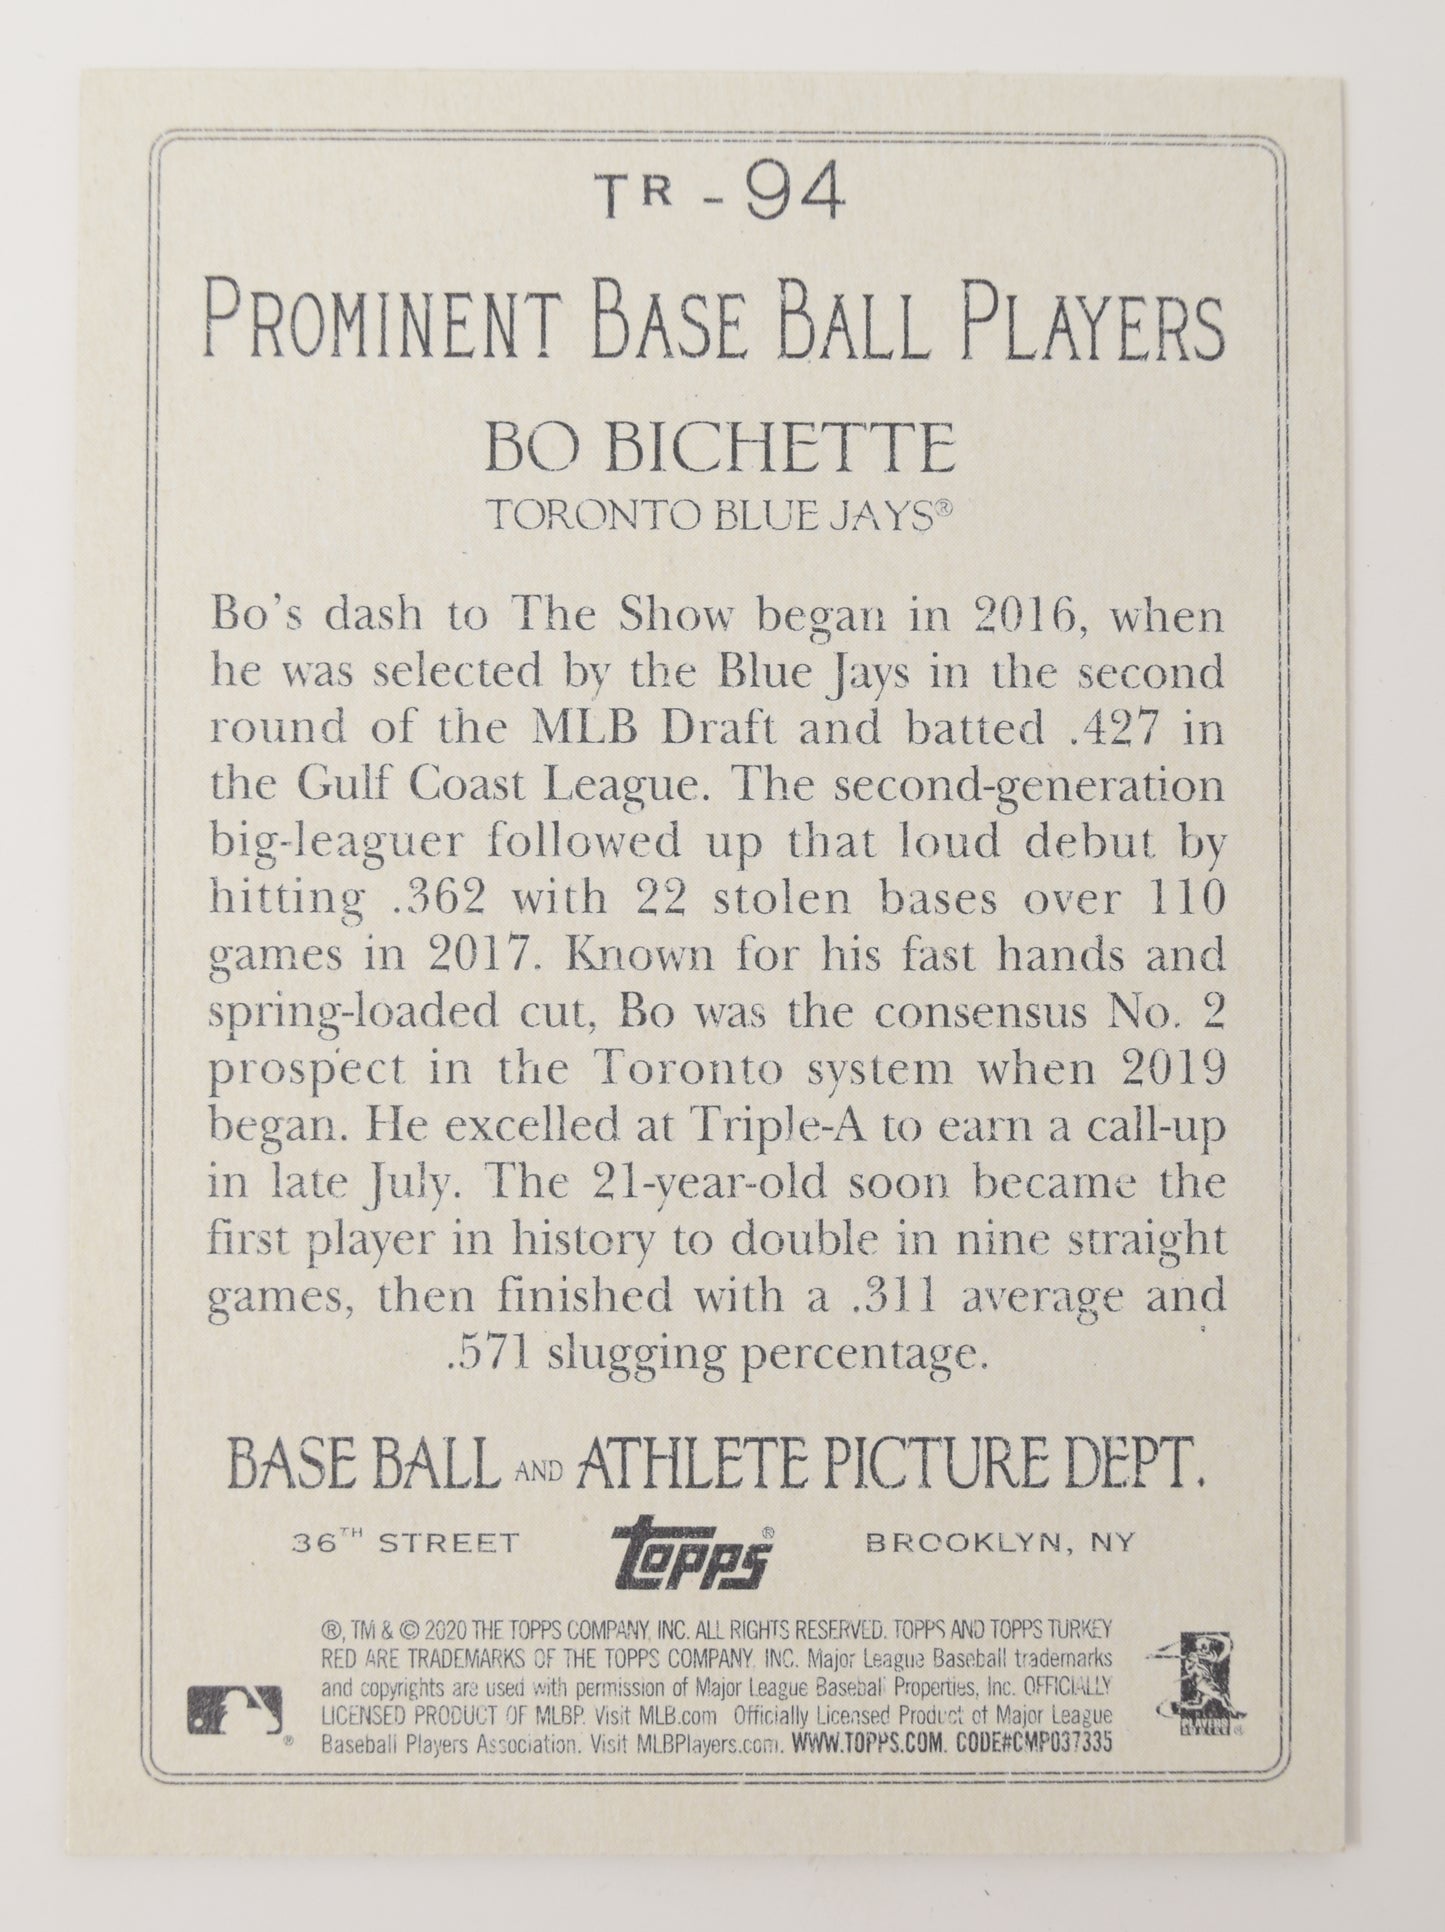 TR - 94
PROMINENT BASE BALL PLAYERS
BO BICHETTE
TORONTO BLUE JAYS®
Bo's dash to The Show began in 2016, when
he was selected by the Blue Jays in the second
round of the MLB Draft and batted .427 in
the Gulf Coast League. The second-generation
big-leaguer followed up that loud debut by
hitting .362 with 22 stolen bases over 110
games in 2017. Known for his fast hands and
spring-loaded cut, Bo was the consensus No. 2
prospect in the Toronto system when 2019
began. He excelled at Triple-A to earn a call-up
in late July. The 21-year-old soon became the
first player in history to double in nine straight
games, then finished with a .311 average and
.571 slugging percentage.
BASE BALL AND ATHLETE PICTURE DEPT.
36TH STREET topps® BROOKLYN, NY
®, TM & © 2020 THE TOPPS COMPANY, INC. ALL RIGHTS RESERVED. TOPPS AND TOPPS TURKEY
RED ARE TRADEMARKS OF THE TOPPS COMPANY, INC. Major League Baseball trademarks
and copyrights are used with permission of Major League Baseball Properties, Inc. OFFICIALLY
LICENSED PRODUCT OF MLBP. Visit MLB.com Officially Licensed Product of Major League
Baseball Players Association. Visit MLBPlayers.com. WWW.TOPPS.COM. CODE#CMP037335